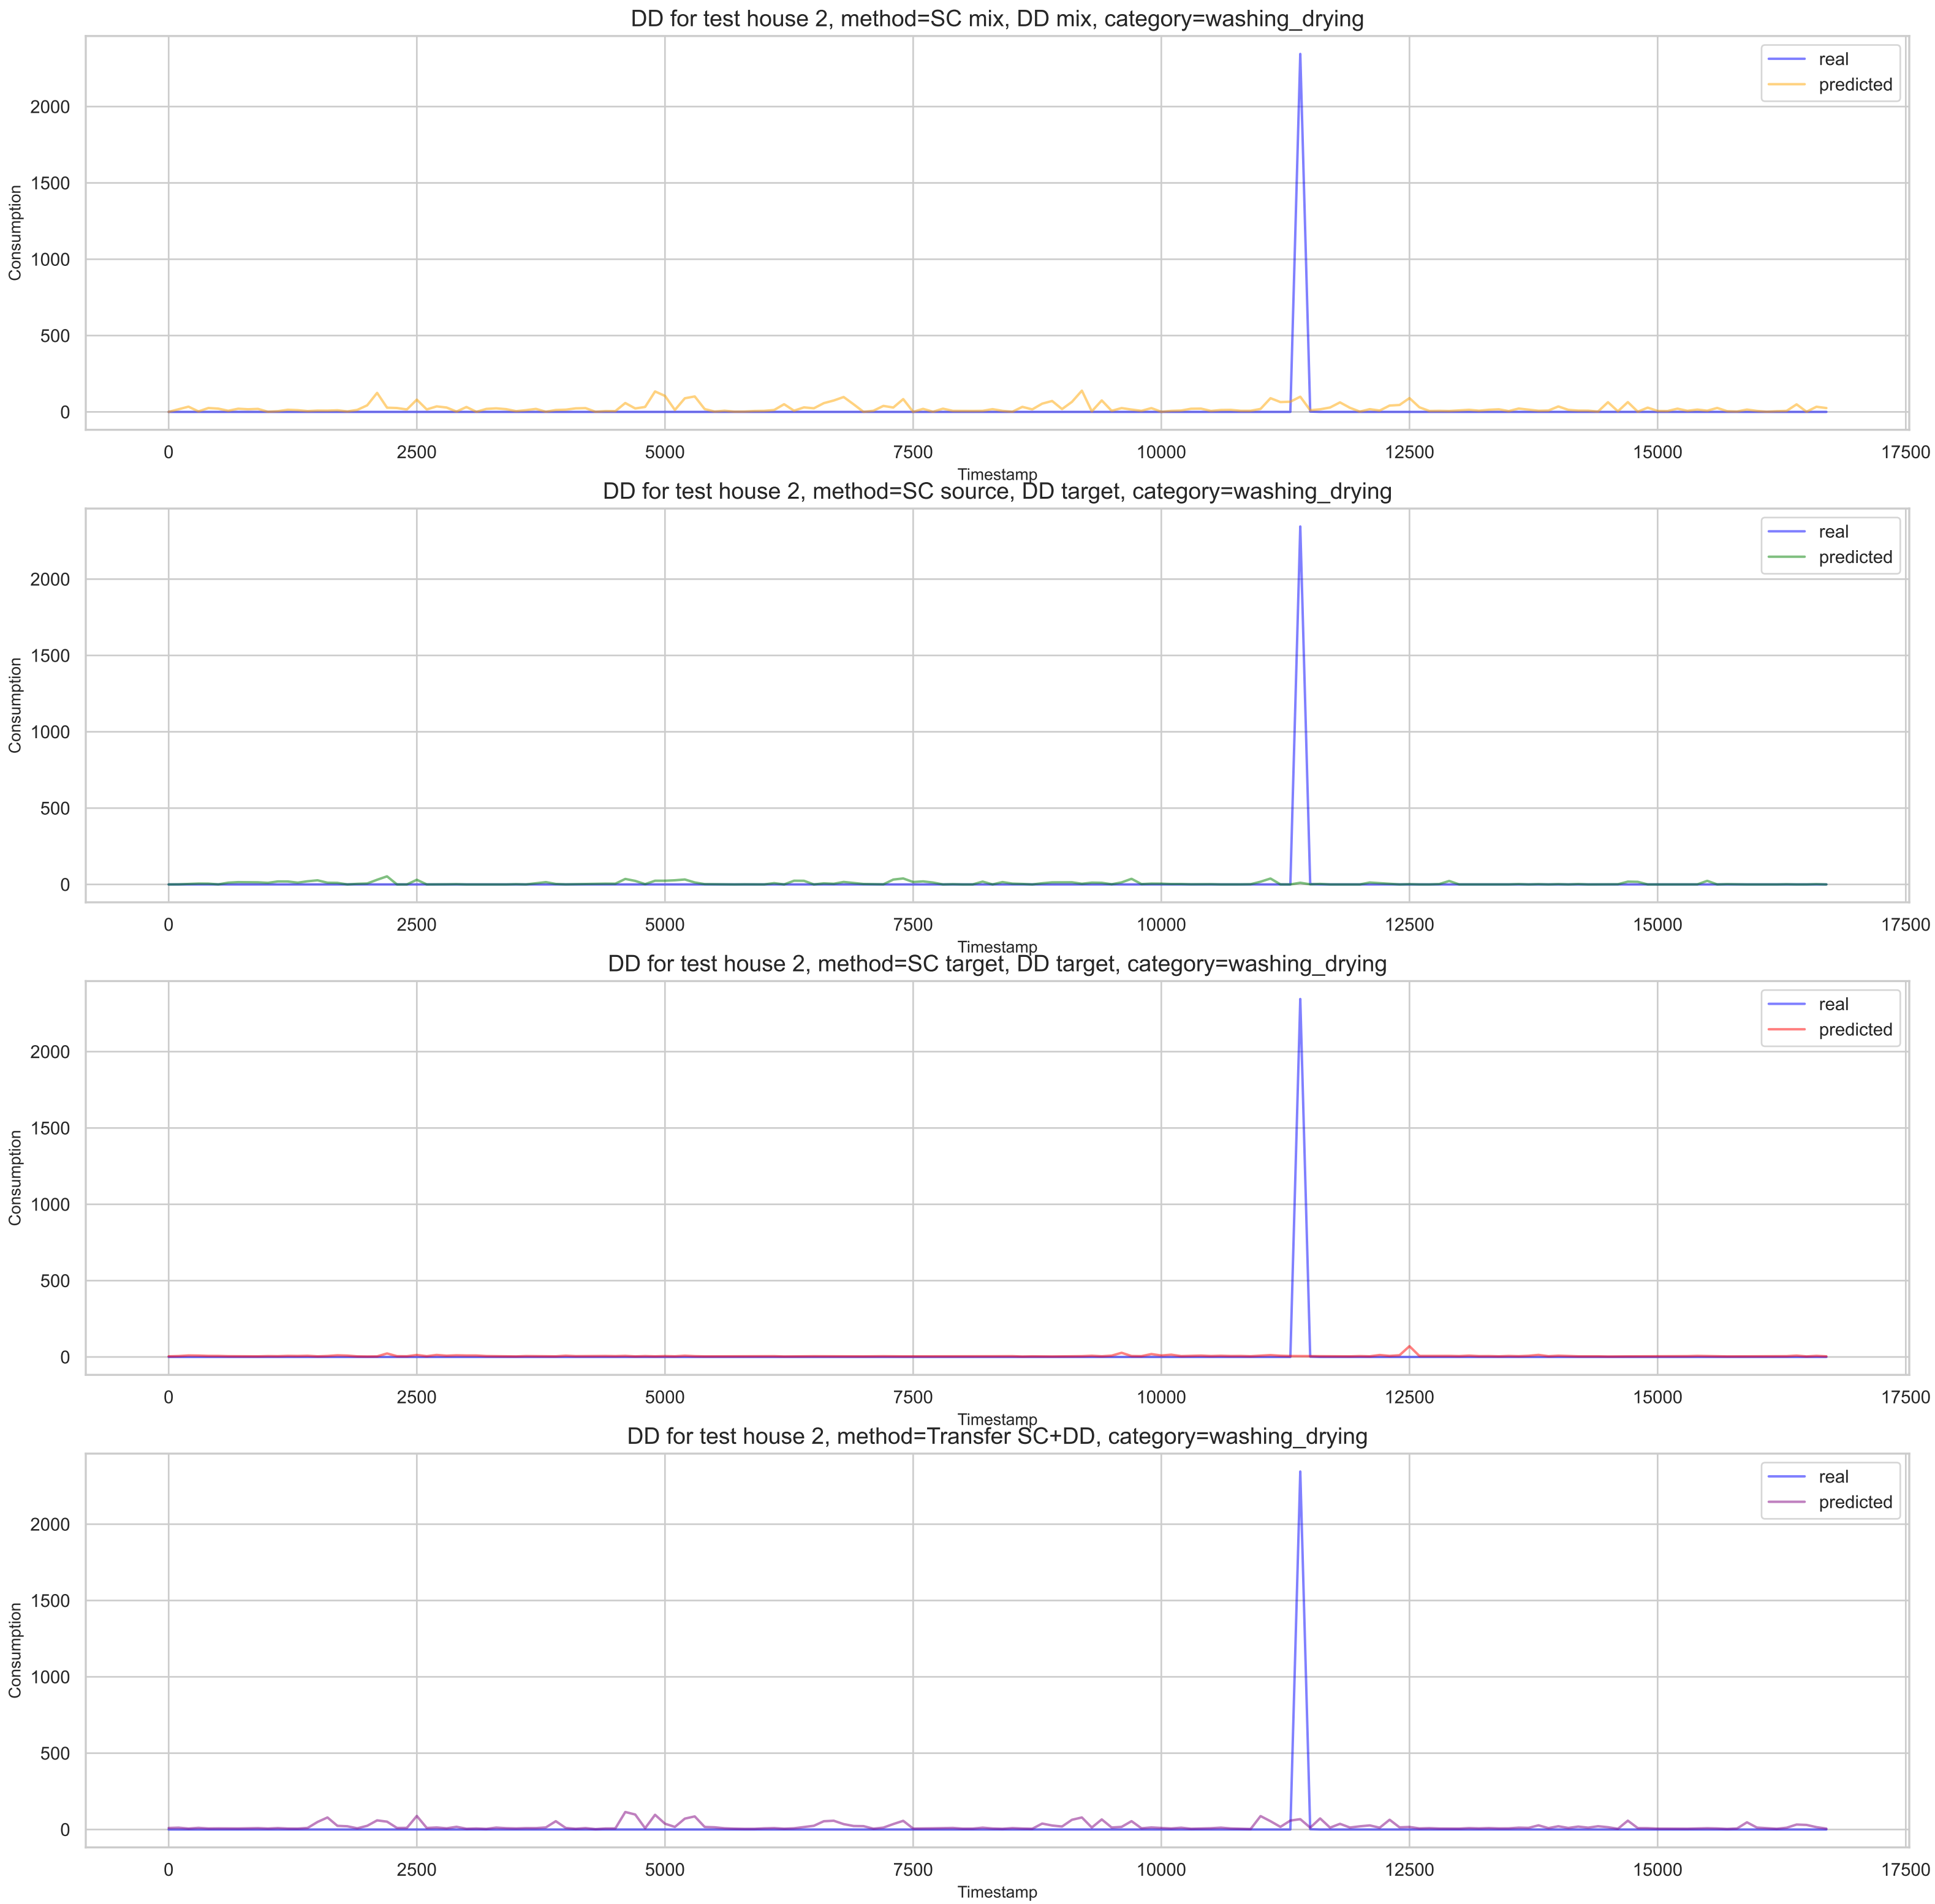 DD for test house 2, method=SC mix, DD mix, category=washing_drying
real
predicted
2000
1500
1000
500
0
Consumption
0 2500 5000 7500 10000 12500 15000 17500
Timestamp
DD for test house 2, method=SC source, DD target, category=washing_drying
real
predicted
2000
1500
1000
500
0
Consumption
0 2500 5000 7500 10000 12500 15000 17500
Timestamp
DD for test house 2, method=SC target, DD target, category=washing_drying
real
predicted
2000
1500
1000
500
0
Consumption
0 2500 5000 7500 10000 12500 15000 17500
Timestamp
DD for test house 2, method=Transfer SC+DD, category=washing_drying
real
predicted
2000
1500
1000
500
0
Consumption
0 2500 5000 7500 10000 12500 15000 17500
Timestamp